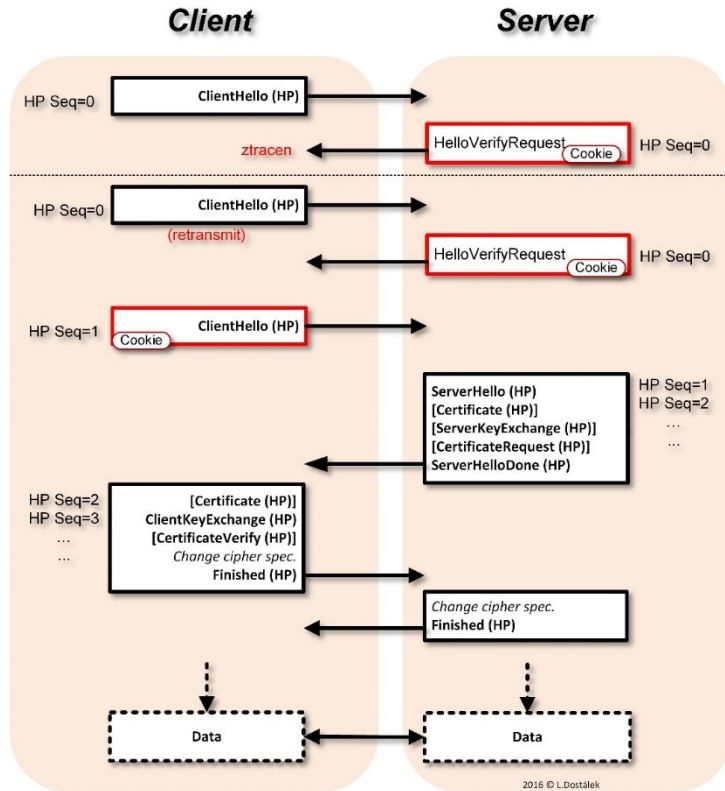 Client
Server
HP Seq=0
ClientHello (HP)
ztracen
HelloVerifyRequest
Cookie
HP Seq=0
HP Seq=0
ClientHello (HP)
(retransmit)
HelloVerifyRequest
Cookie
HP Seq=0
HP Seq=1
ClientHello (HP)
Cookie
ServerHello (HP)
[Certificate (HP)]
[ServerKeyExchange (HP)]
[CertificateRequest (HP)]
ServerHelloDone (HP)
HP Seq=1
HP Seq=2
...
...
HP Seq=2
HP Seq=3
...
...
[Certificate (HP)]
ClientKeyExchange (HP)
[CertificateVerify (HP)]
Change cipher spec.
Finished (HP)
Change cipher spec.
Finished (HP)
Data
Data
2016 © L.Dostálek